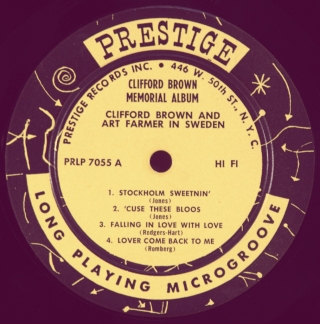 PRESTIGE
PRESTIGE RECORDS INC. • 446 W. 50th ST., N.Y.C.
CLIFFORD BROWN
MEMORIAL ALBUM
CLIFFORD BROWN AND
ART FARMER IN SWEDEN
PRLP 7055 A
HI FI
1. STOCKHOLM SWEETNIN'
(Jones)
2. 'CUSE THESE BLOOS
(Jones)
3. FALLING IN LOVE WITH LOVE
(Rodgers-Hart)
4. LOVER COME BACK TO ME
(Romberg)
LONG PLAYING MICROGROOVE